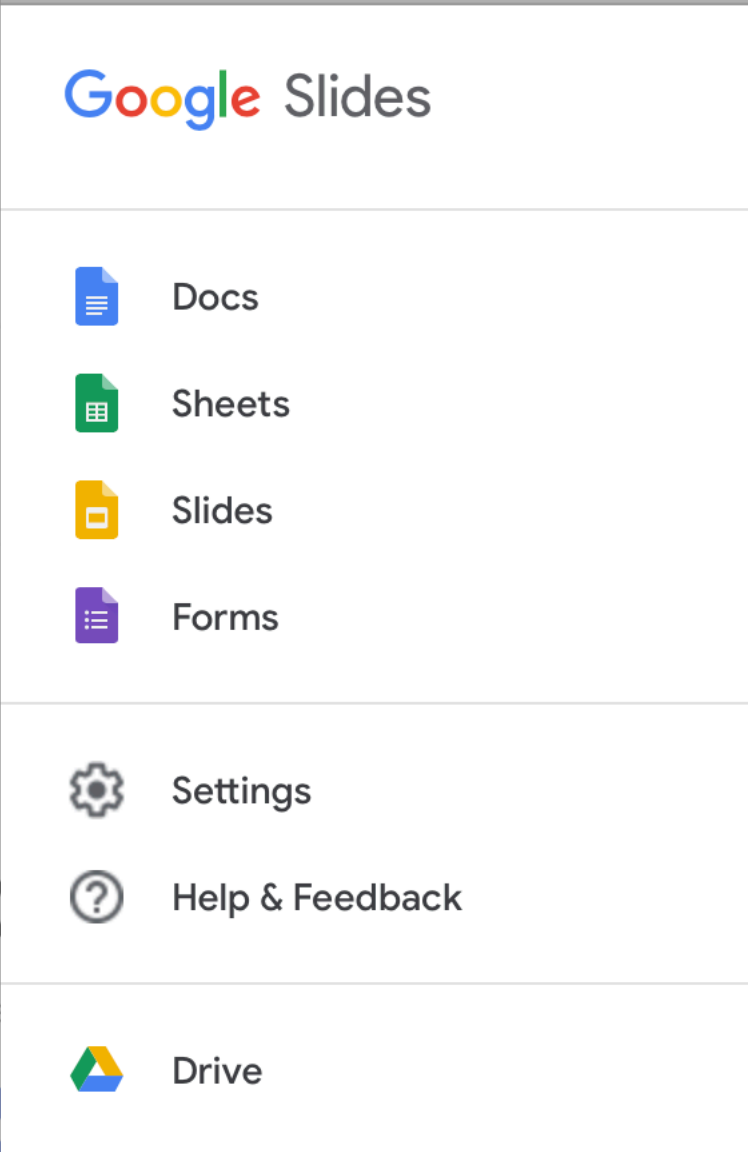 Google Slides
Docs
Sheets
Slides
Forms
Settings
Help & Feedback
Drive